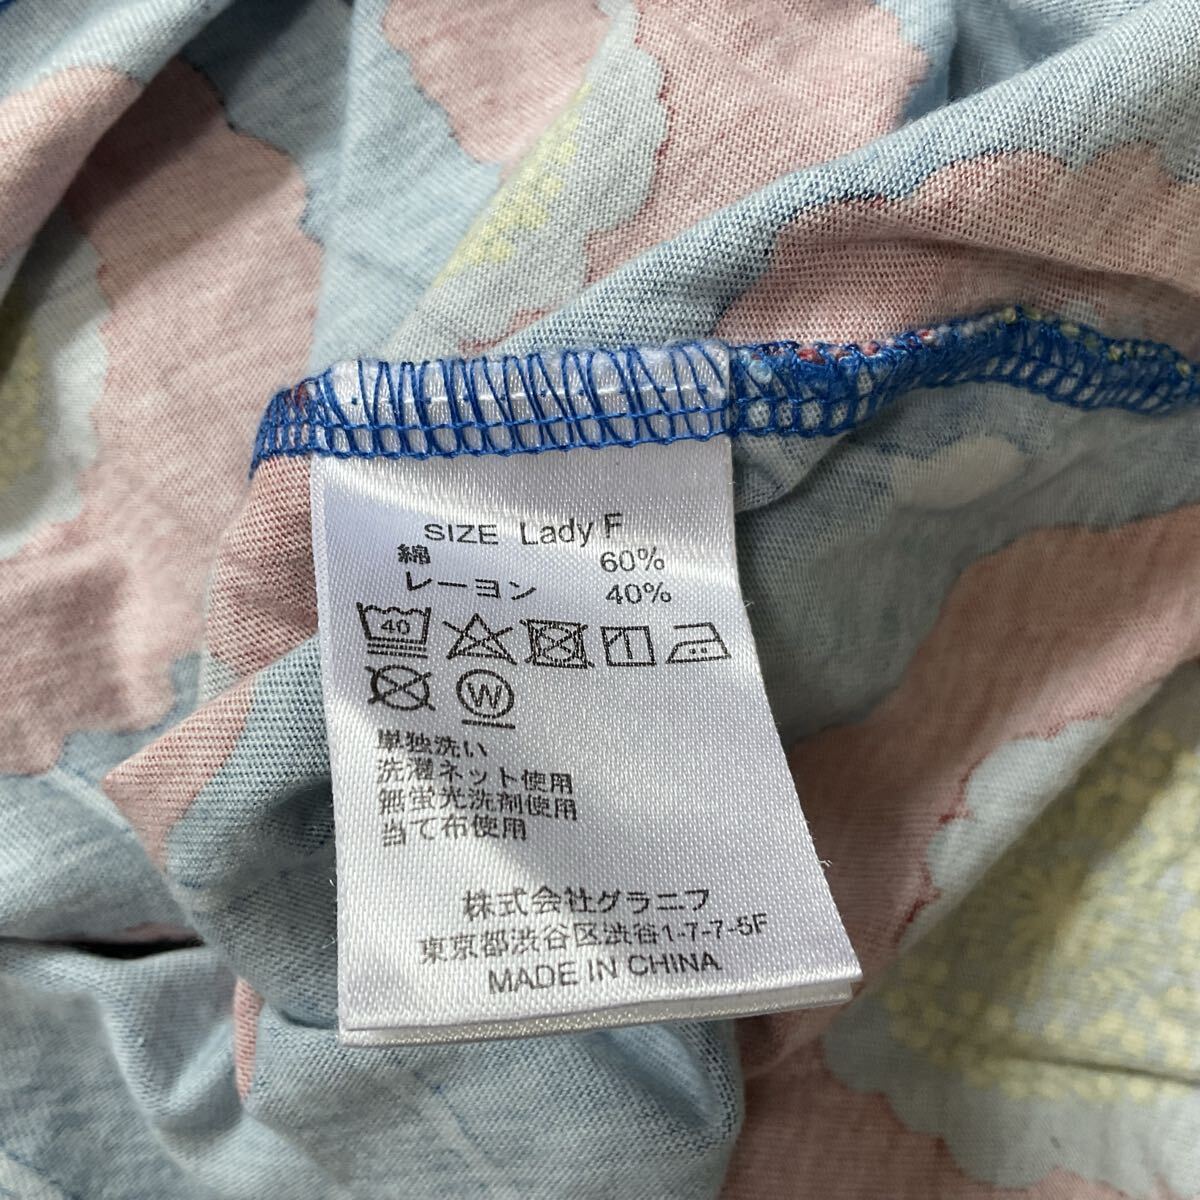 SIZE Lady F
綿 60%
レーヨン 40%
40
W
単独洗い
洗濯ネット使用
無蛍光洗剤使用
当て布使用
株式会社グラニフ
東京都渋谷区渋谷1-7-7-5F
MADE IN CHINA